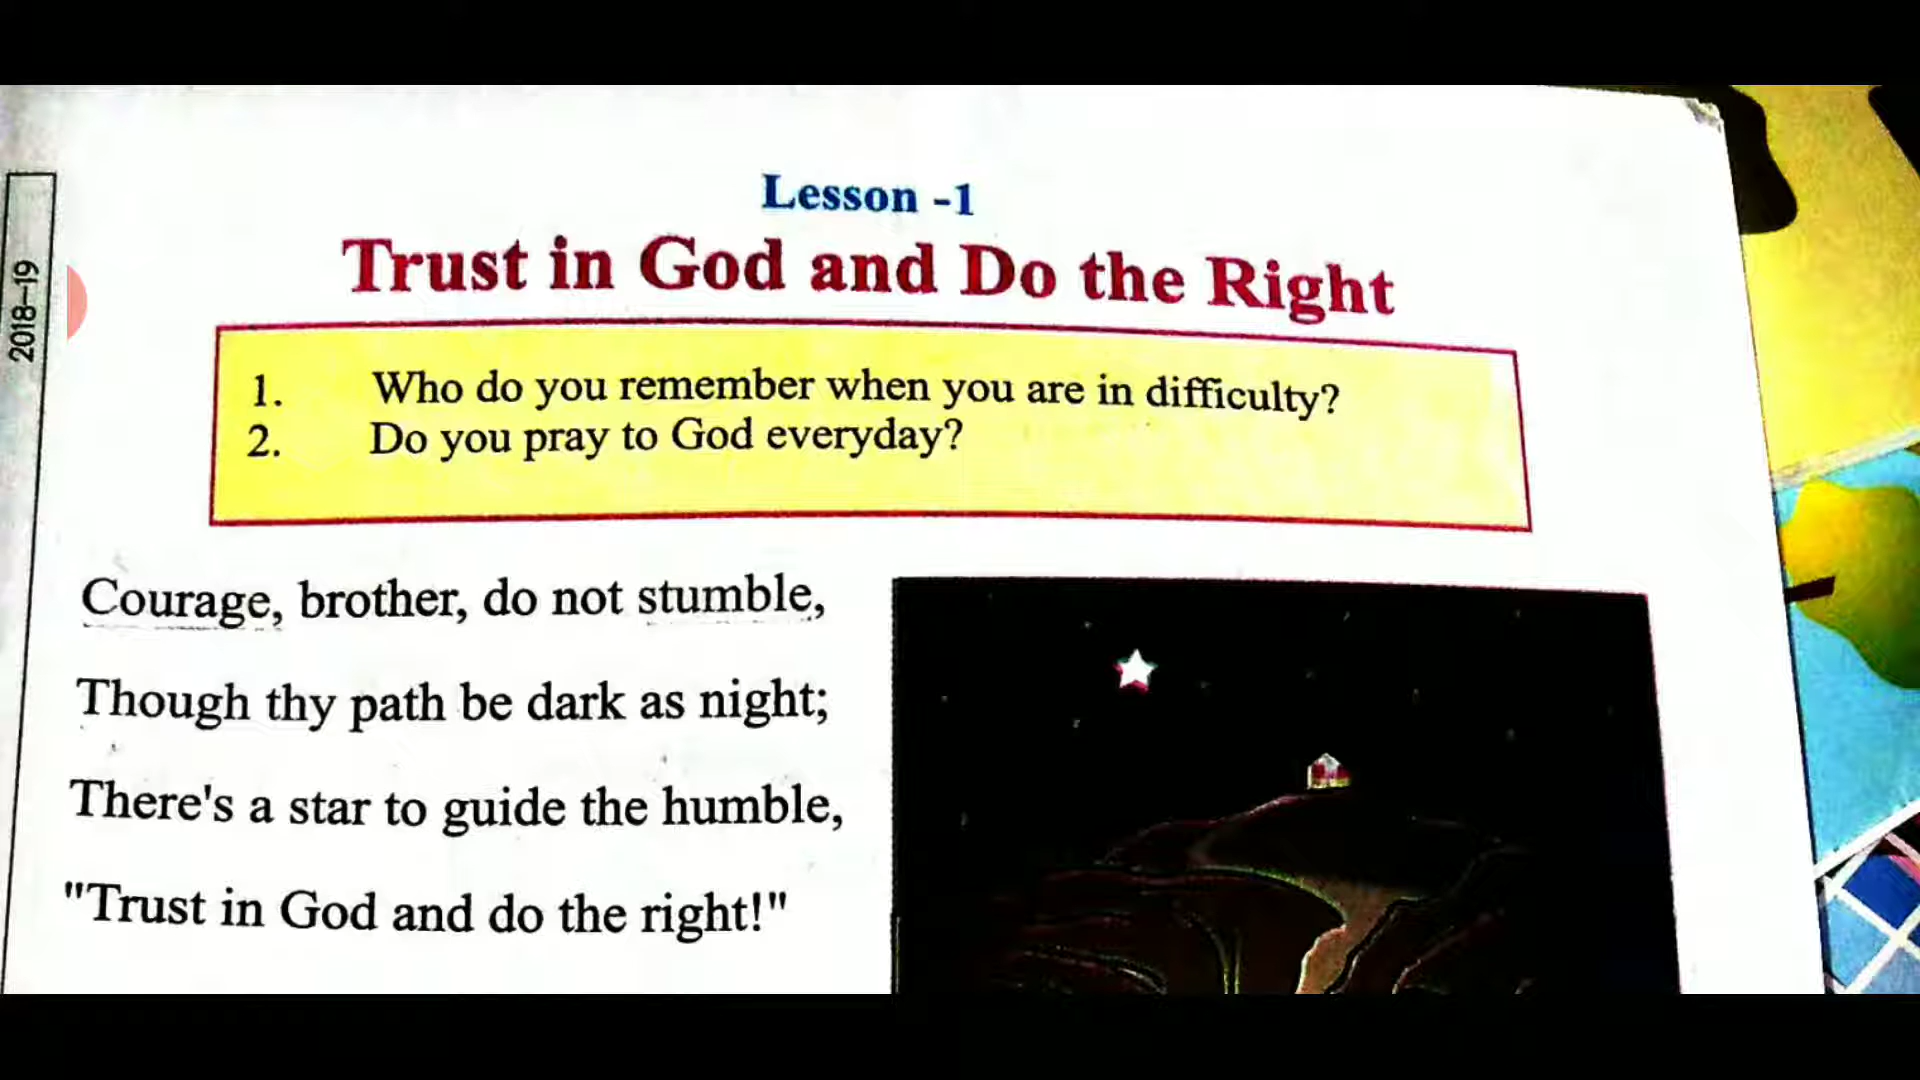 2018-19
Lesson -1
Trust in God and Do the Right
1. Who do you remember when you are in difficulty?
2. Do you pray to God everyday?
Courage, brother, do not stumble,
Though thy path be dark as night;
There's a star to guide the humble,
"Trust in God and do the right!"